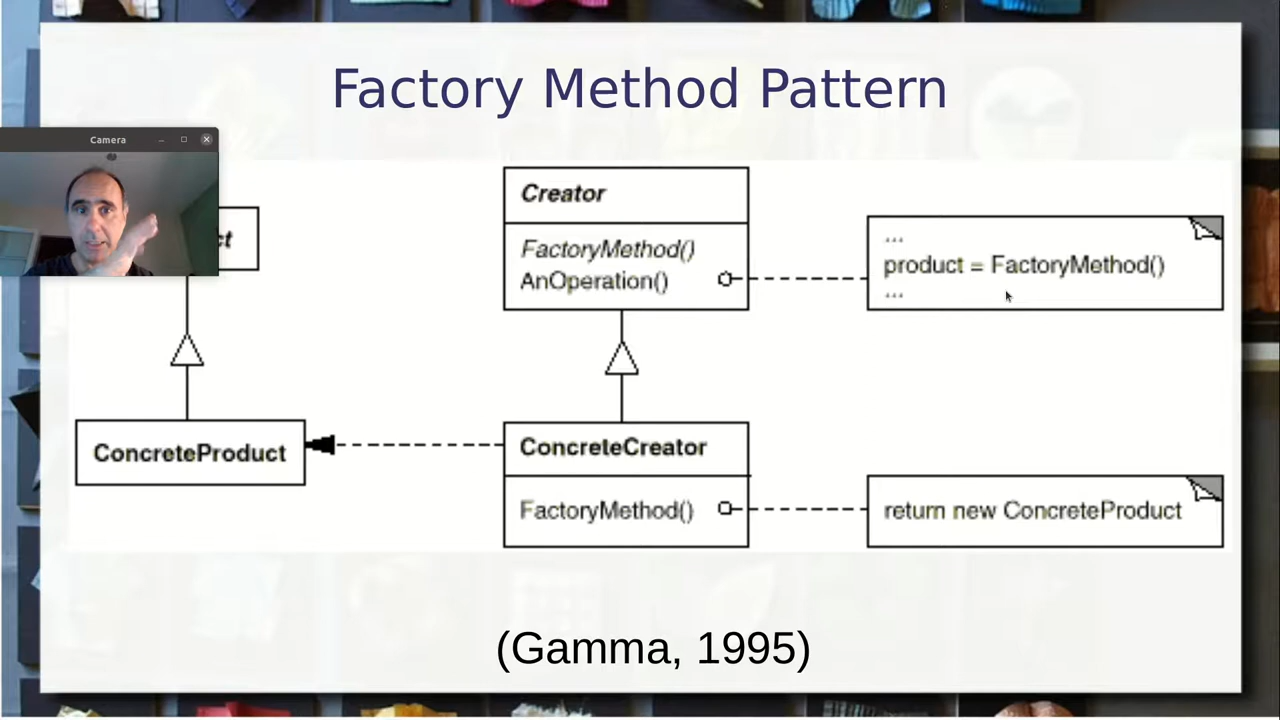 Factory Method Pattern
Camera
Creator
FactoryMethod()
AnOperation()
...
product = FactoryMethod()
...
ConcreteProduct
ConcreteCreator
FactoryMethod()
return new ConcreteProduct
(Gamma, 1995)